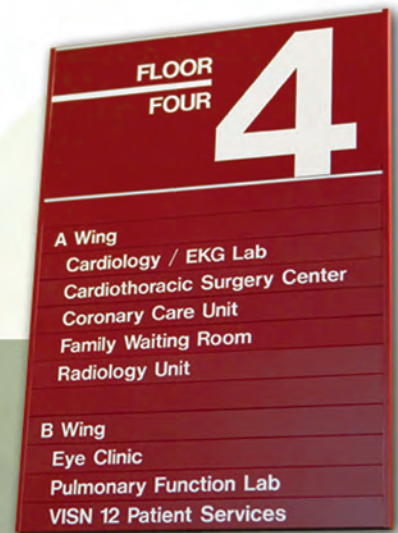 FLOOR
FOUR
4
A Wing
Cardiology / EKG Lab
Cardiothoracic Surgery Center
Coronary Care Unit
Family Waiting Room
Radiology Unit
B Wing
Eye Clinic
Pulmonary Function Lab
VISN 12 Patient Services